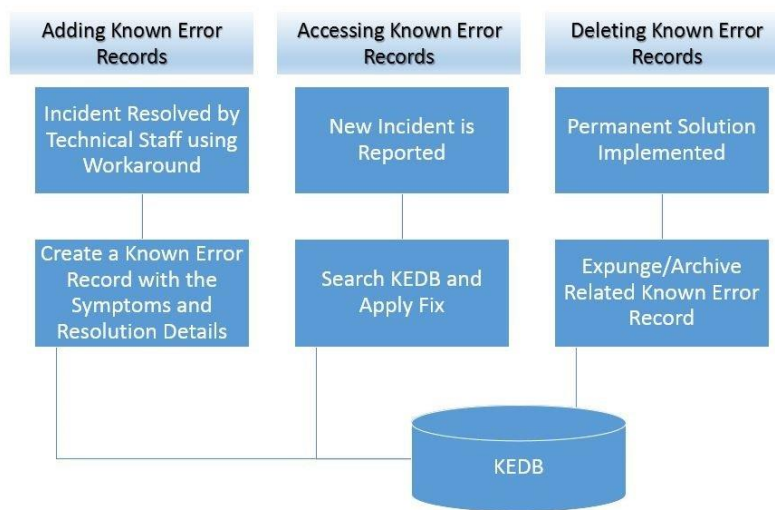 Adding Known Error
Records
Incident Resolved by
Technical Staff using
Workaround
Create a Known Error
Record with the
Symptoms and
Resolution Details
Accessing Known Error
Records
New Incident is
Reported
Search KEDB and
Apply Fix
Deleting Known Error
Records
Permanent Solution
Implemented
Expunge/Archive
Related Known Error
Record
KEDB